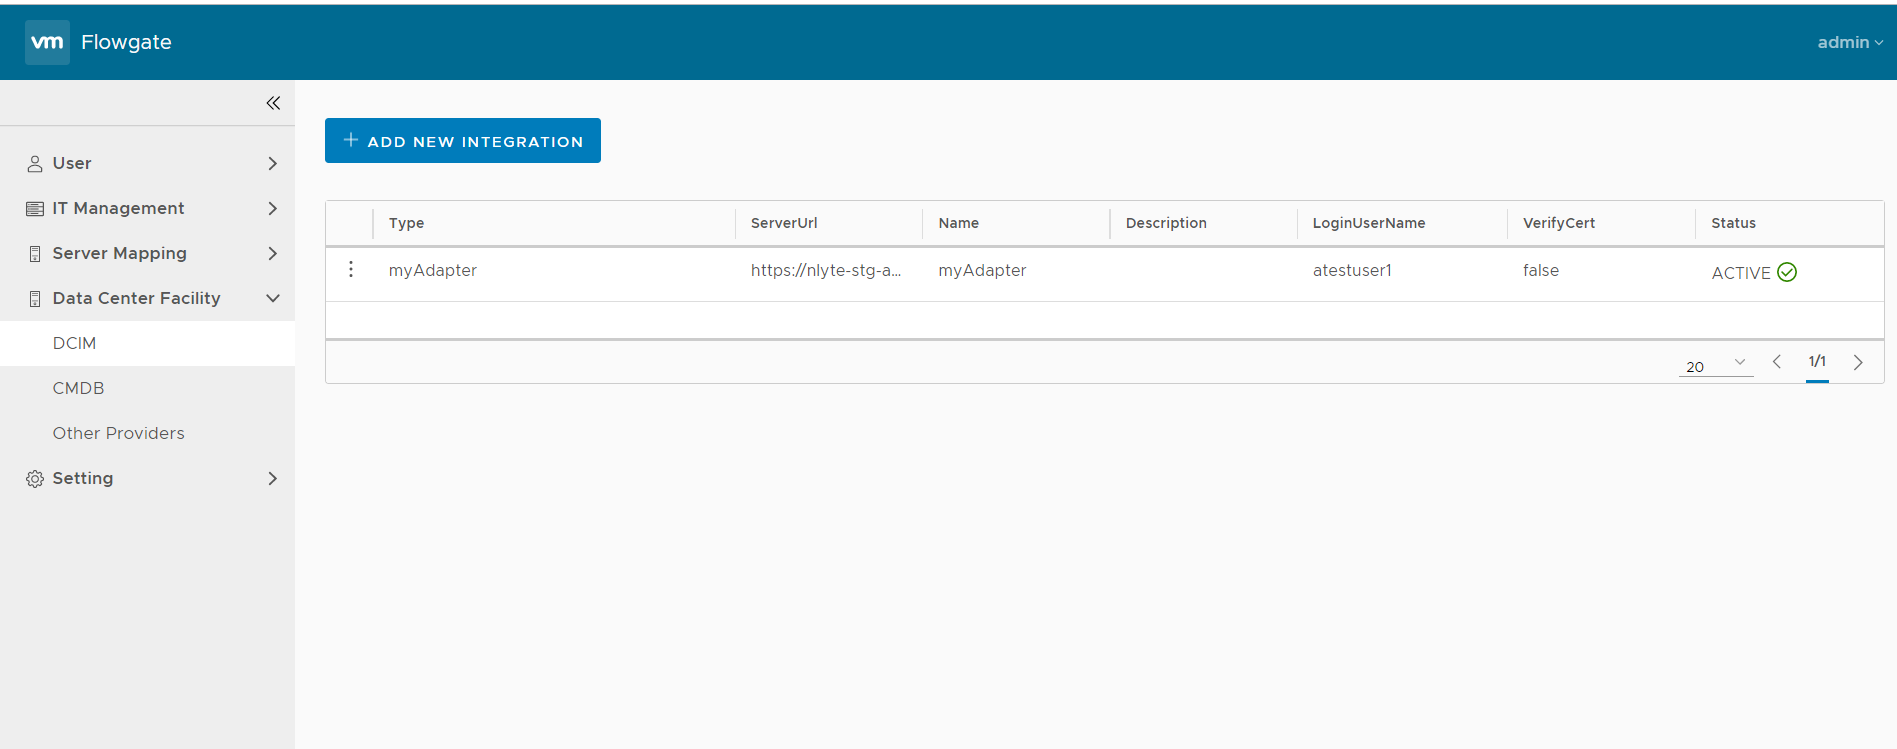 vm Flowgate
admin
User
IT Management
Server Mapping
Data Center Facility
DCIM
CMDB
Other Providers
Setting
ADD NEW INTEGRATION
Type ServerUrl Name Description LoginUserName VerifyCert Status
myAdapter https://nlyte-stg-a... myAdapter atestuser1 false ACTIVE
20 1/1